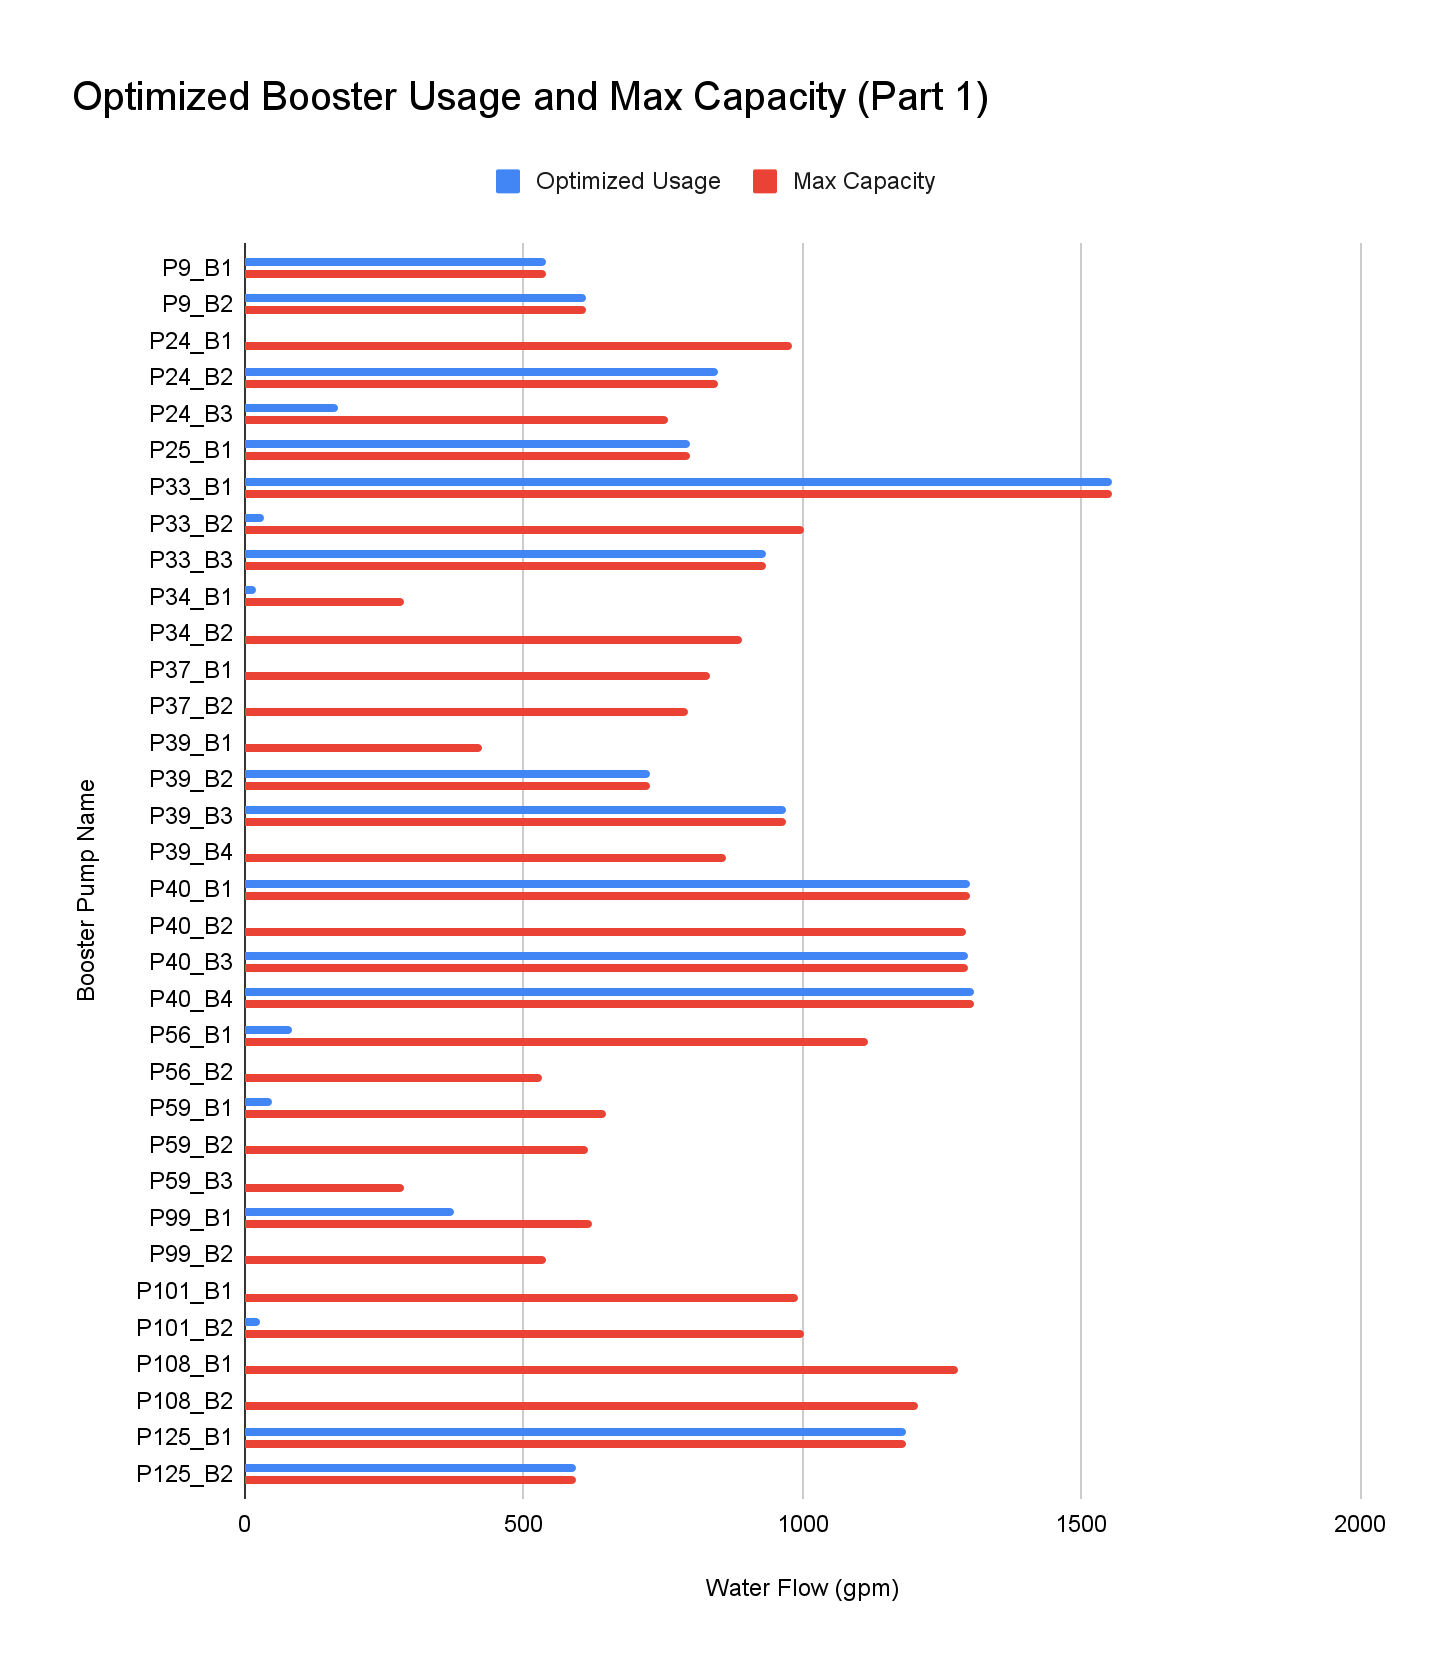 Optimized Booster Usage and Max Capacity (Part 1)
Optimized Usage
Max Capacity
P9_B1
P9_B2
P24_B1
P24_B2
P24_B3
P25_B1
P33_B1
P33_B2
P33_B3
P34_B1
P34_B2
P37_B1
P37_B2
P39_B1
P39_B2
P39_B3
P39_B4
P40_B1
P40_B2
P40_B3
P40_B4
P56_B1
P56_B2
P59_B1
P59_B2
P59_B3
P99_B1
P99_B2
P101_B1
P101_B2
P108_B1
P108_B2
P125_B1
P125_B2
Booster Pump Name
0 500 1000 1500 2000
Water Flow (gpm)